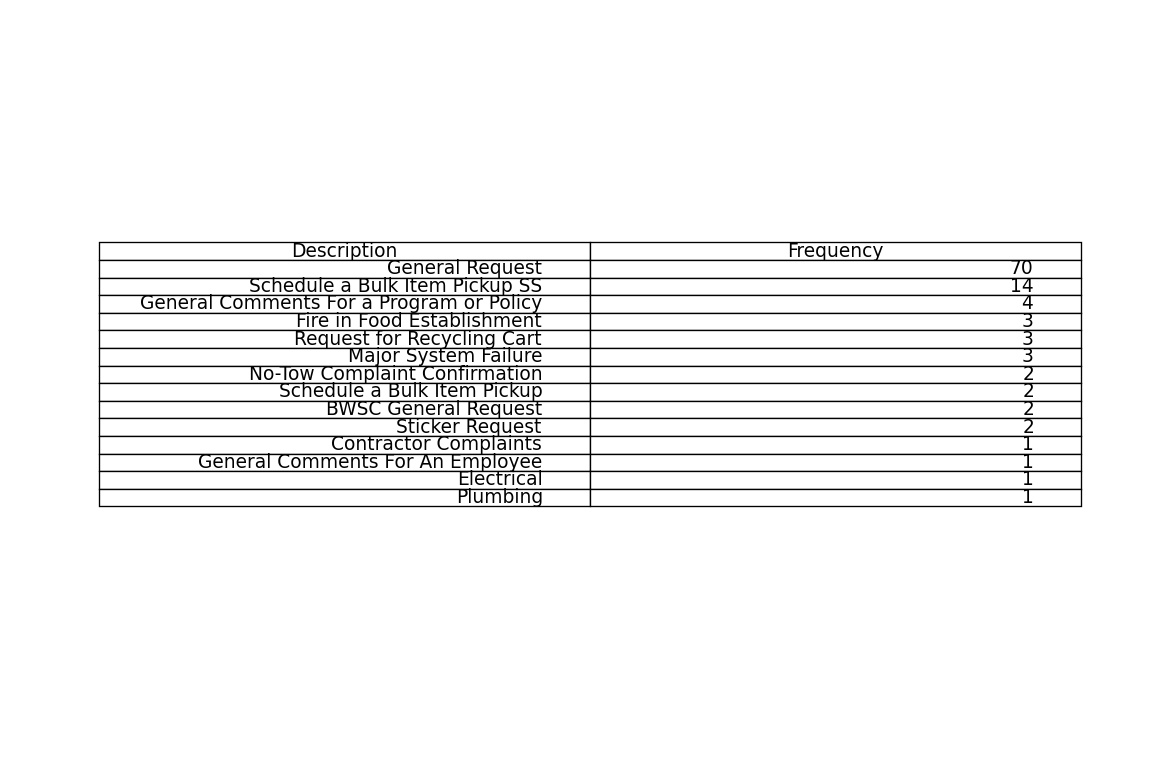 Description Frequency
General Request 70
Schedule a Bulk Item Pickup SS 14
General Comments For a Program or Policy 4
Fire in Food Establishment 3
Request for Recycling Cart 3
Major System Failure 3
No-Tow Complaint Confirmation 2
Schedule a Bulk Item Pickup 2
BWSC General Request 2
Sticker Request 2
Contractor Complaints 1
General Comments For An Employee 1
Electrical 1
Plumbing 1